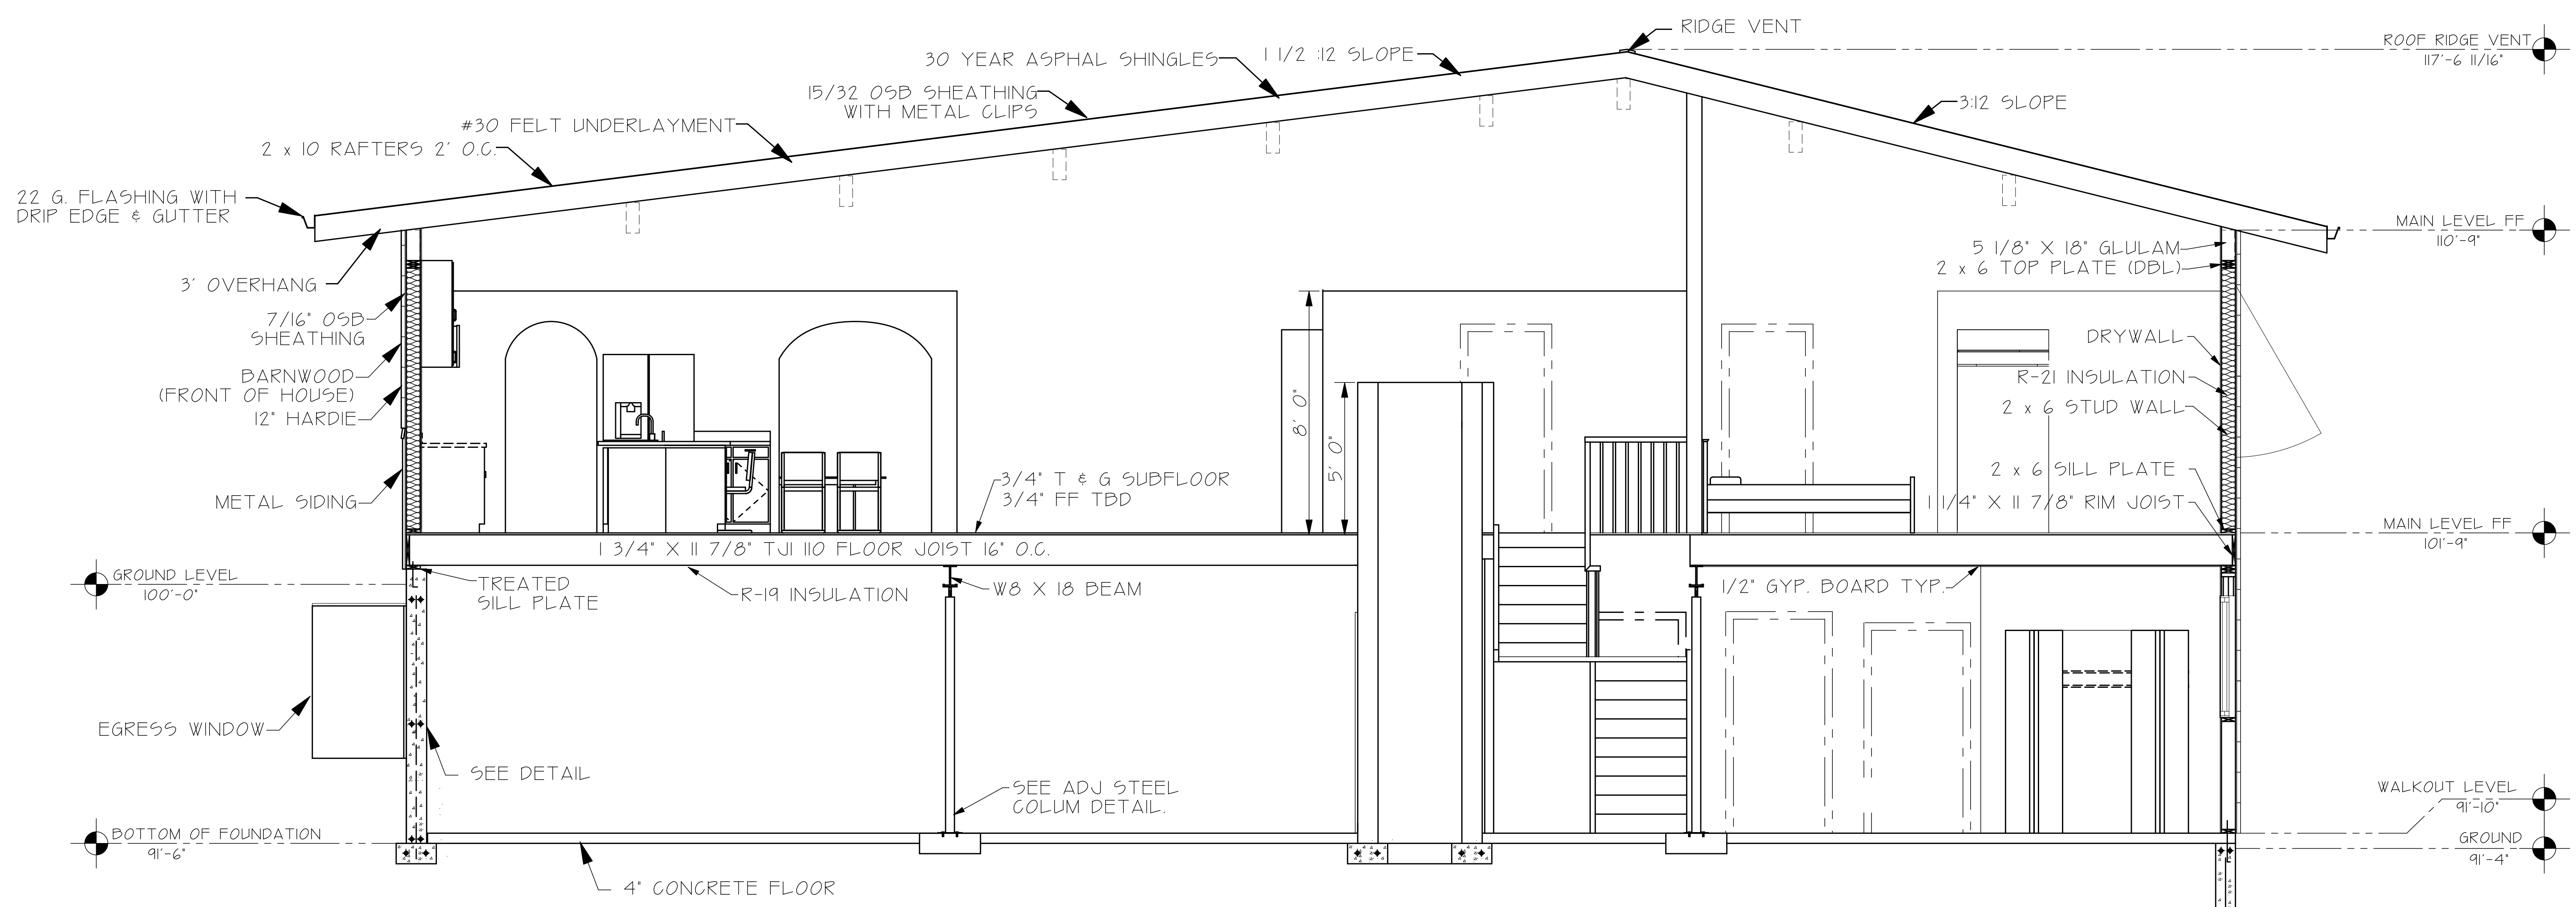 RIDGE VENT
ROOF RIDGE VENT
117'-6 11/16"
30 YEAR ASPHAL SHINGLES
1 1/2 :12 SLOPE
15/32 OSB SHEATHING
WITH METAL CLIPS
3:12 SLOPE
#30 FELT UNDERLAYMENT
2 x 10 RAFTERS 2' O.C.
22 G. FLASHING WITH
DRIP EDGE & GUTTER
MAIN LEVEL FF
110'-9"
5 1/8" X 18" GLULAM
2 x 6 TOP PLATE (DBL)
3' OVERHANG
7/16" OSB
SHEATHING
DRYWALL
BARNWOOD
(FRONT OF HOUSE)
R-21 INSULATION
12" HARDIE
2 x 6 STUD WALL
8' 0"
5' 0"
2 x 6 SILL PLATE
3/4" T & G SUBFLOOR
3/4" FF TBD
METAL SIDING
1 1/4" X 11 7/8" RIM JOIST
MAIN LEVEL FF
101'-9"
1 3/4" X 11 7/8" TJI 110 FLOOR JOIST 16" O.C.
GROUND LEVEL
100'-0"
TREATED
SILL PLATE
R-19 INSULATION
W8 X 18 BEAM
1/2" GYP. BOARD TYP.
EGRESS WINDOW
SEE DETAIL
SEE ADJ STEEL
COLUM DETAIL.
WALKOUT LEVEL
91'-10"
BOTTOM OF FOUNDATION
91'-6"
GROUND
91'-4"
4" CONCRETE FLOOR